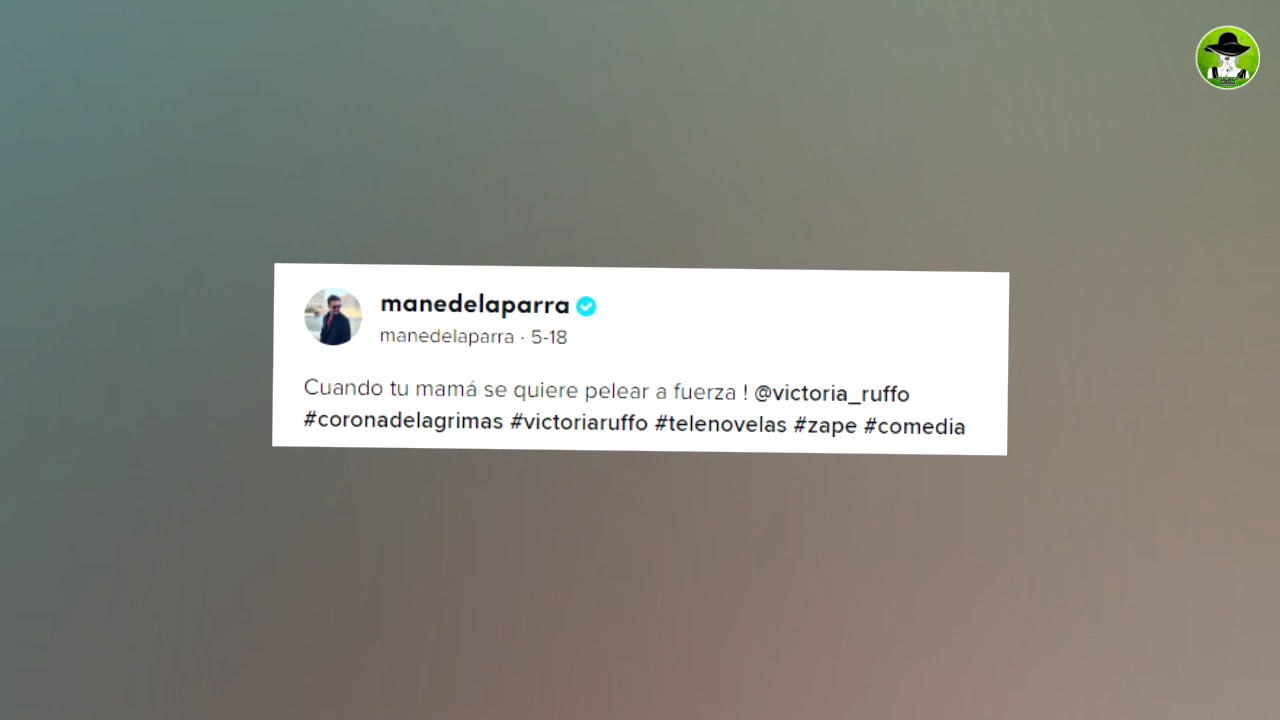 manedelaparra
manedelaparra · 5-18
Cuando tu mamá se quiere pelear a fuerza ! @victoria_ruffo
#coronadelagrimas #victoriaruffo #telenovelas #zape #comedia